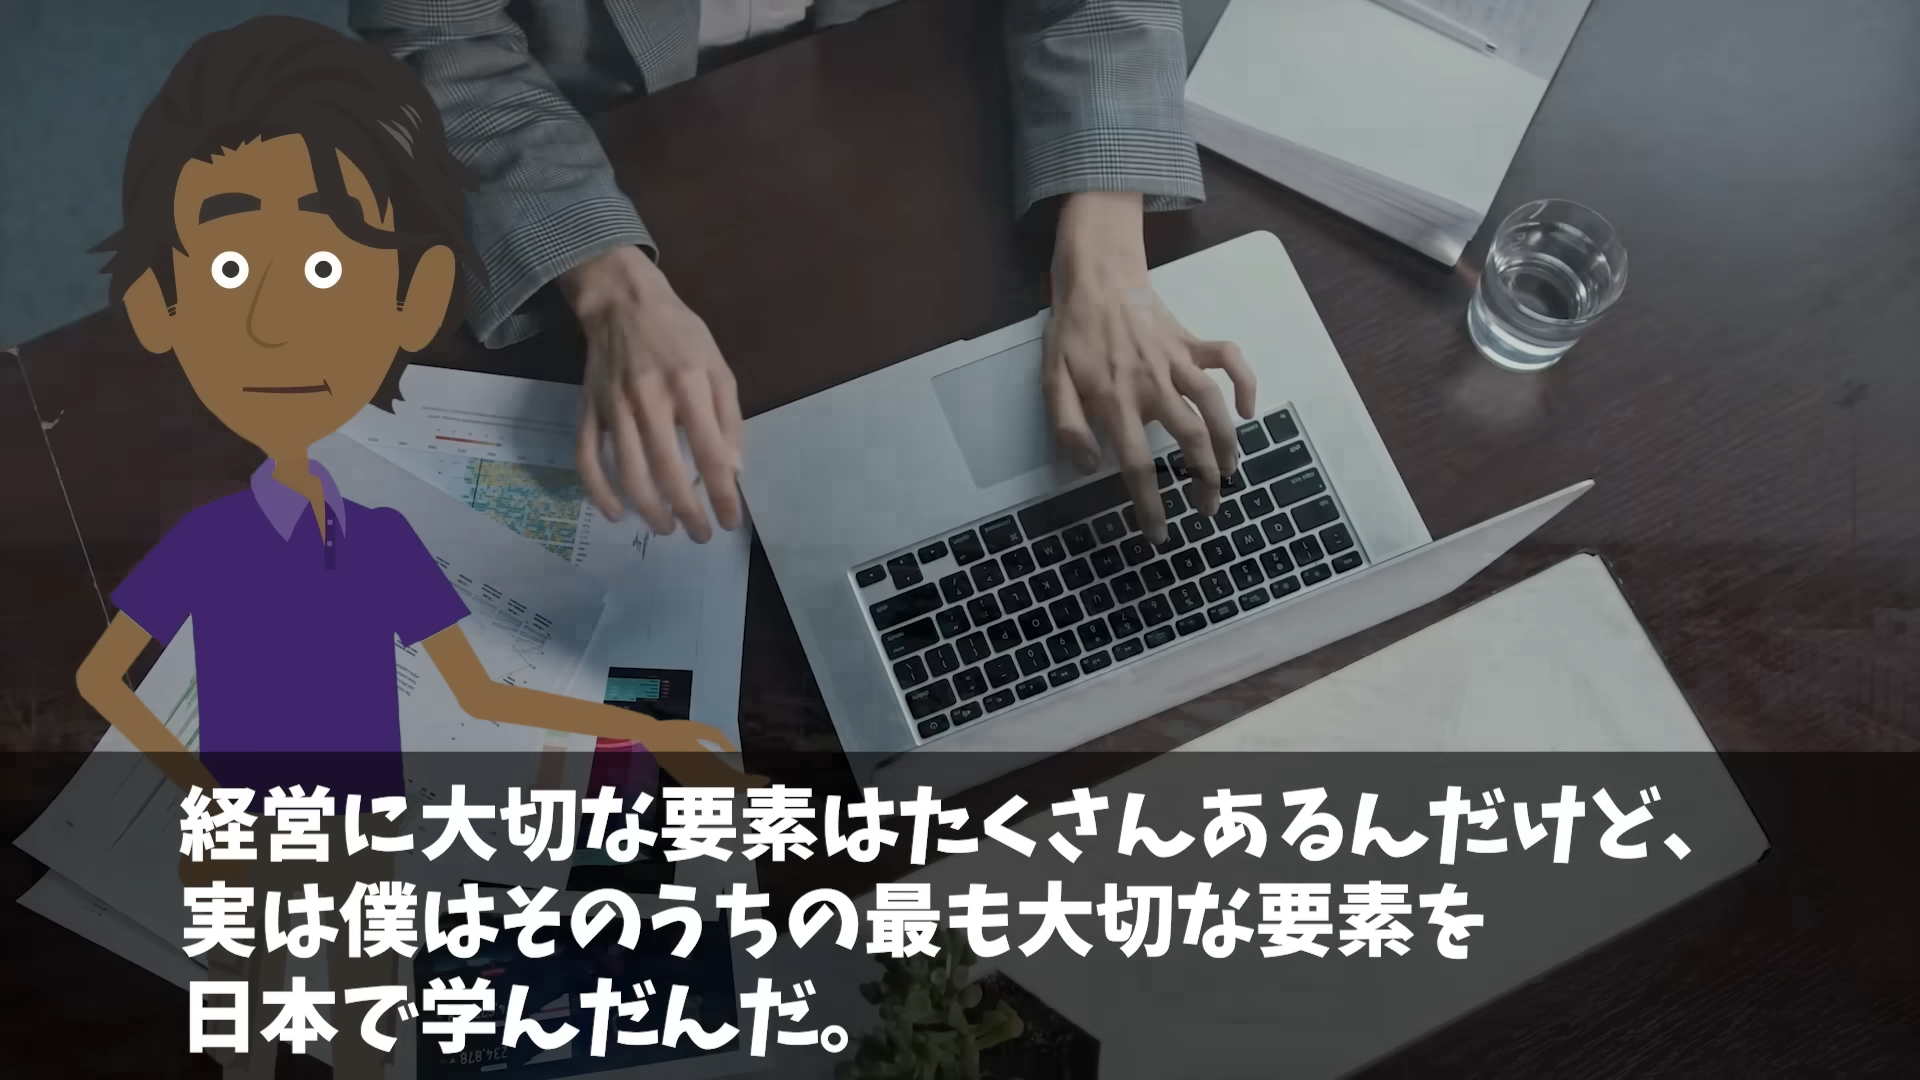 経営に大切な要素はたくさんあるんだけど、
実は僕はそのうちの最も大切な要素を
日本で学んだんだ。